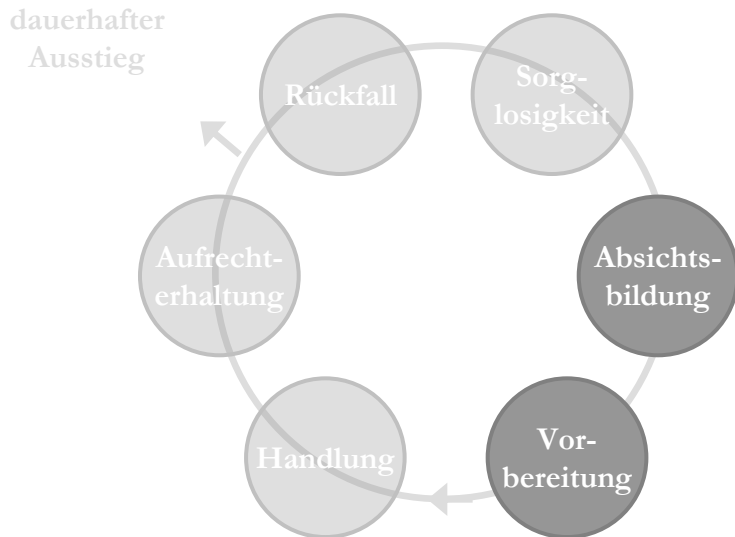 dauerhafter
Ausstieg
Rückfall
Sorg-
losigkeit
Absichts-
bildung
Vor-
bereitung
Handlung
Aufrecht-
erhaltung